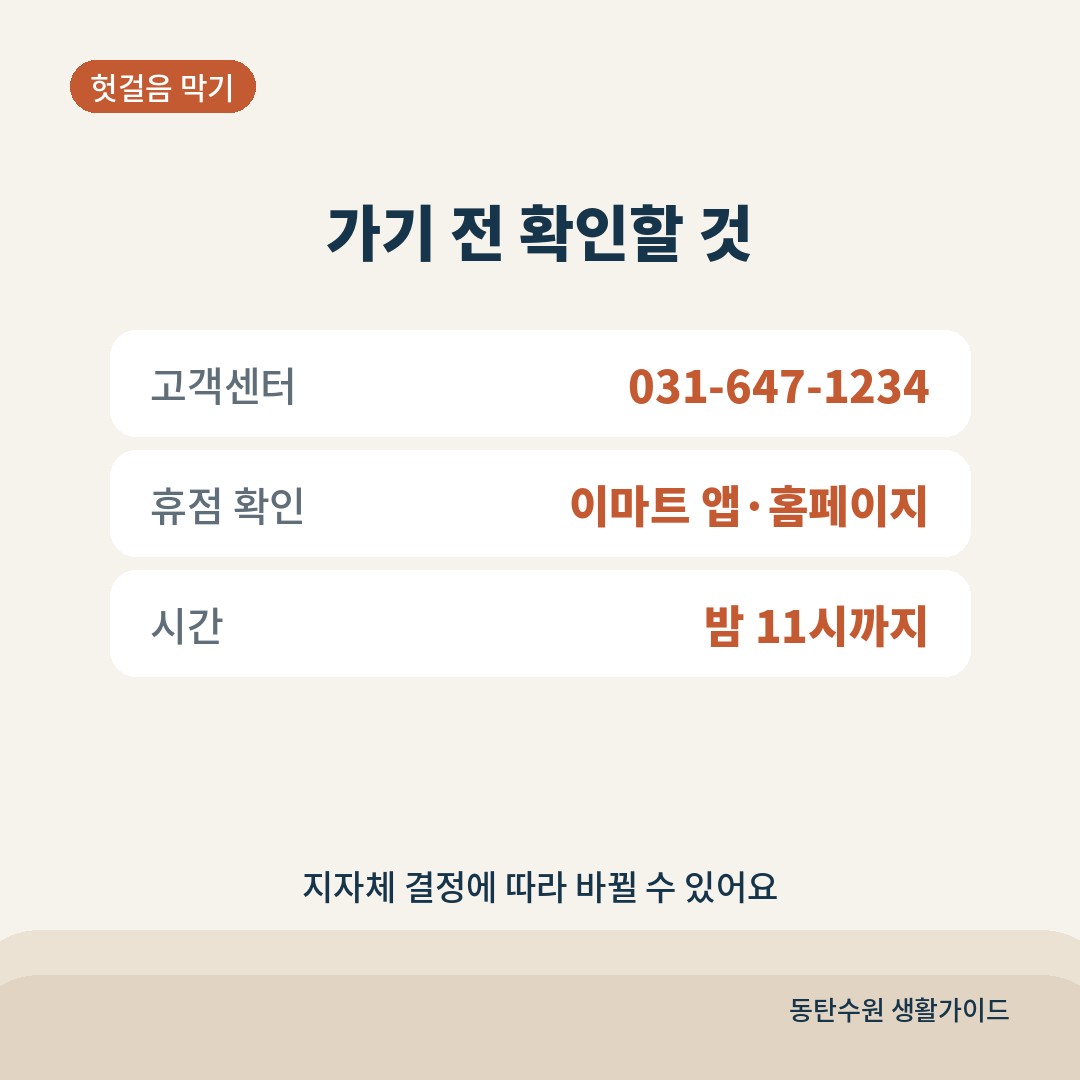 헛걸음 막기
가기 전 확인할 것
고객센터 031-647-1234
휴점 확인 이마트 앱·홈페이지
시간 밤 11시까지
지자체 결정에 따라 바뀔 수 있어요
동탄수원 생활가이드